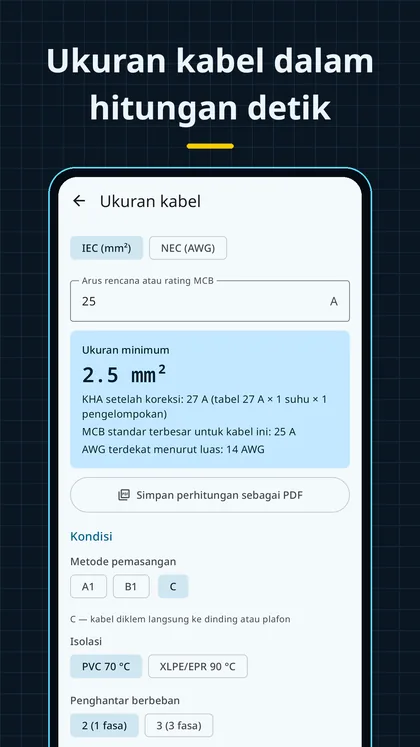 Ukuran kabel dalam
hitungan detik
Ukuran kabel
IEC (mm²)
NEC (AWG)
Arus rencana atau rating MCB
25
A
Ukuran minimum
2.5 mm²
KHA setelah koreksi: 27 A (tabel 27 A × 1 suhu × 1
pengelompokan)
MCB standar terbesar untuk kabel ini: 25 A
AWG terdekat menurut luas: 14 AWG
Simpan perhitungan sebagai PDF
Kondisi
Metode pemasangan
A1
B1
C
C — kabel diklem langsung ke dinding atau plafon
Isolasi
PVC 70 °C
XLPE/EPR 90 °C
Penghantar berbeban
2 (1 fasa)
3 (3 fasa)